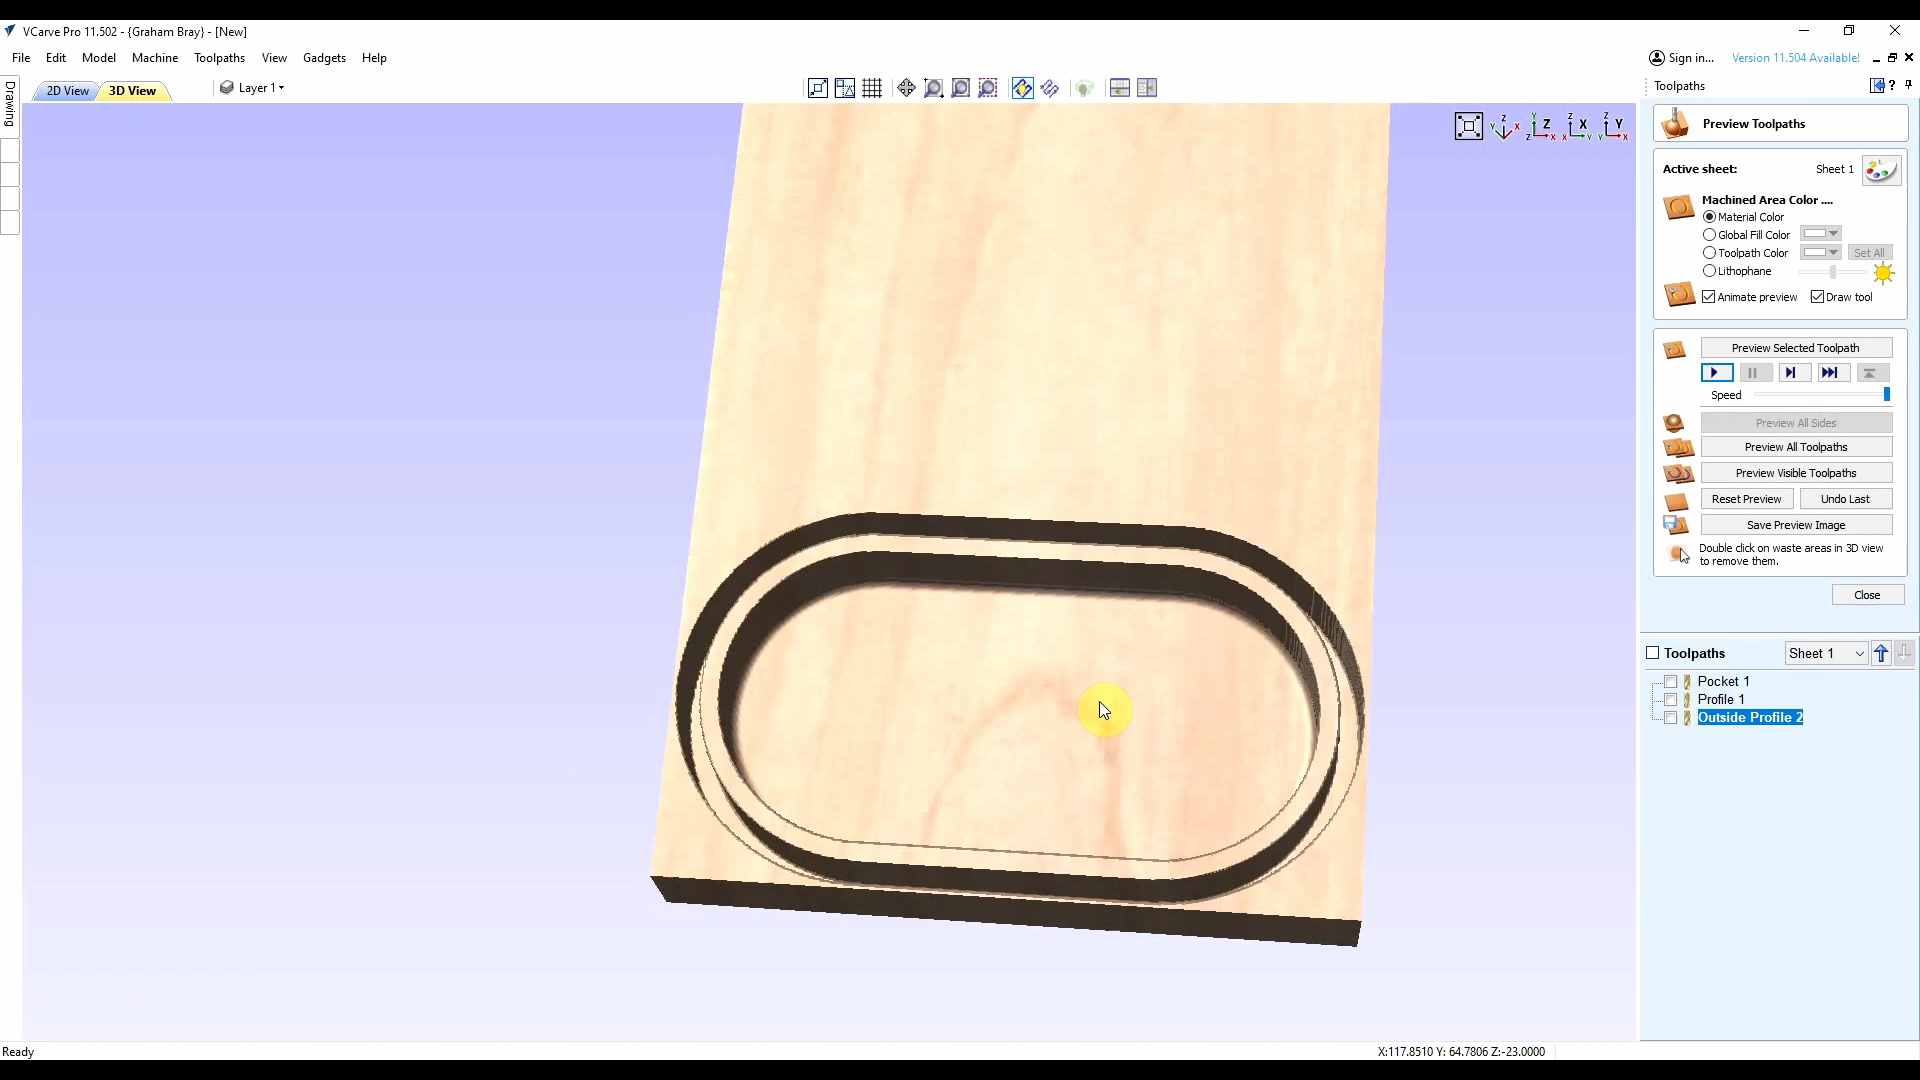 VCarve Pro 11.502 - {Graham Bray} - [New]
File Edit Model Machine Toolpaths View Gadgets Help
Sign in... Version 11.504 Available!
2D View 3D View Layer 1
Drawing
Z Y X
Y Z Z X
Z X X Y
Z Y Y X
Toolpaths ?
Preview Toolpaths
Active sheet: Sheet 1
Machined Area Color ....
Material Color
Global Fill Color
Toolpath Color Set All
Lithophane
Animate preview Draw tool
Preview Selected Toolpath
Speed
Preview All Sides
Preview All Toolpaths
Preview Visible Toolpaths
Reset Preview Undo Last
Save Preview Image
Double click on waste areas in 3D view
to remove them.
Close
Toolpaths Sheet 1
Pocket 1
Profile 1
Outside Profile 2
Ready X:117.8510 Y: 64.7806 Z:-23.0000